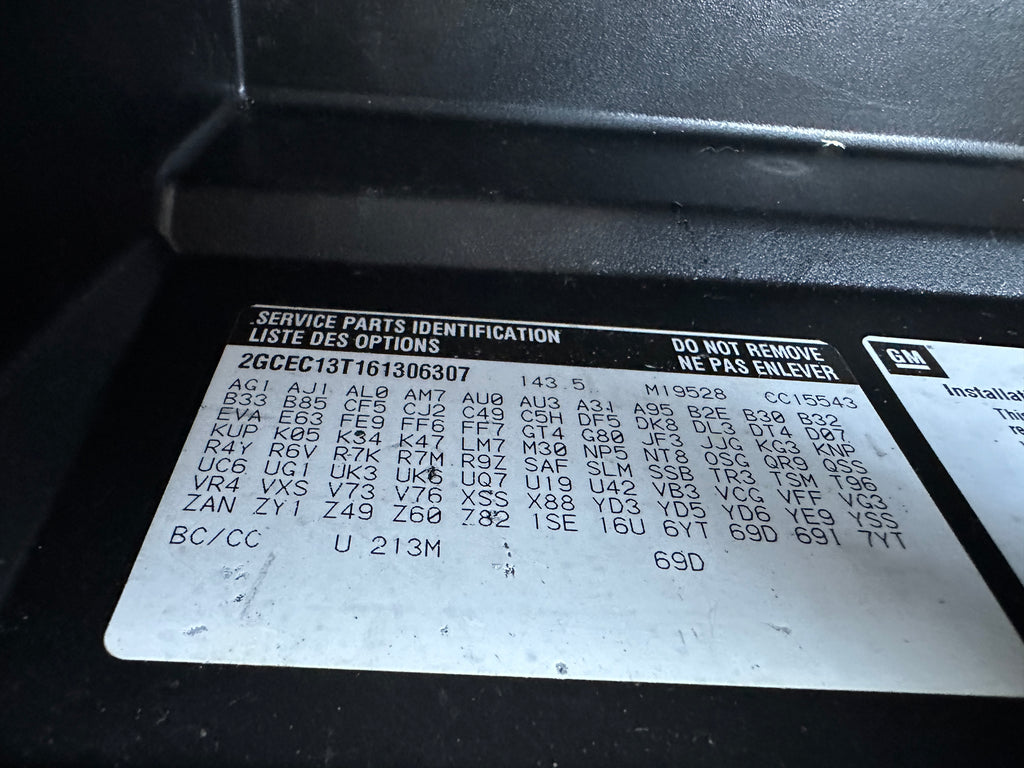 SERVICE PARTS IDENTIFICATION
LISTE DES OPTIONS
DO NOT REMOVE
NE PAS ENLEVER
2GCEC13T161306307 143.5 M19528 CC15543
AG1 AJ1 AL0 AM7 AU0 AU3 A31 A95 B2E B30 B32
B33 B85 CF5 CJ2 C49 C5H DF5 DK8 DL3 DT4 D07
EVA E63 FE9 FF6 FF7 GT4 G80 JF3 JJG KG3 KNP
KUP K05 K34 K47 LM7 M30 NP5 NT8 OSG QR9 QSS
R4Y R6V R7K R7M R9Z SAF SLM SSB TR3 TSM T96
UC6 UG1 UK3 UK6 UQ7 U19 U42 VB3 VCG VFF VG3
VR4 VXS V73 V76 XSS X88 YD3 YD5 YD6 YE9 YSS
ZAN ZY1 Z49 Z60 Z82 1SE 16U 6YT 69D 691 7YT
BC/CC U 213M 69D
GM